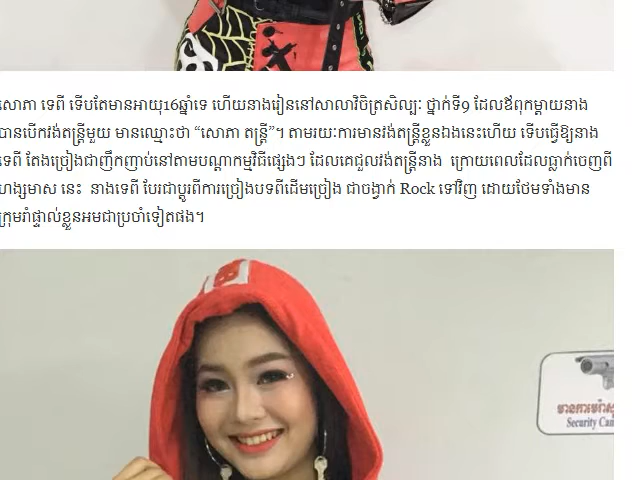 សោភា ទេពី ទើបតែមានអាយុ16ឆ្នាំទេ ហើយនាងរៀននៅសាលាវិចិត្រសិល្បៈ ថ្នាក់ទី9 ដែលឪពុកម្ដាយនាង
បានបើកវង់តន្ត្រីមួយ មានឈ្មោះថា “សោភា តន្ត្រី”។ តាមរយៈការមានវង់តន្ត្រីខ្លួនឯងនេះហើយ ទើបធ្វើឱ្យនាង
ទេពី តែងច្រៀងជាញឹកញាប់នៅតាមបណ្ដាកម្មវិធីផ្សេងៗ ដែលគេជួលវង់តន្ត្រីនាង ក្រោយពេលដែលធ្លាក់ចេញពី
ហង្សមាស នេះ នាងទេពី បែរជាប្ដូរពីការច្រៀងបទពីដើមច្រៀង ជាចង្វាក់ Rock ទៅវិញ ដោយថែមទាំងមាន
ក្រុមរាំផ្ទាល់ខ្លួនអមជាប្រចាំទៀតផង។
មានកាមេរ៉ាសុ
Security Cam